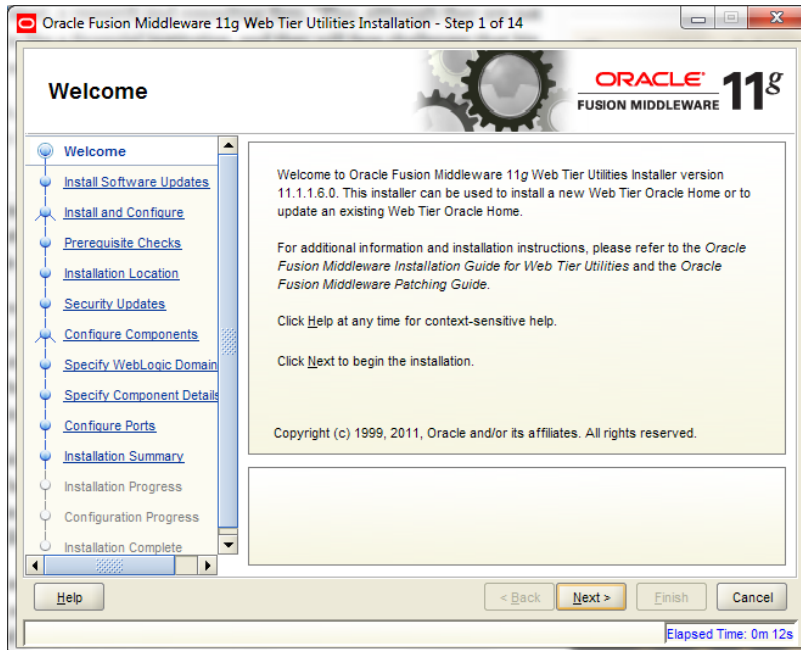 Oracle Fusion Middleware 11g Web Tier Utilities Installation - Step 1 of 14
Welcome
ORACLE
FUSION MIDDLEWARE 11g
Welcome
Install Software Updates
Install and Configure
Prerequisite Checks
Installation Location
Security Updates
Configure Components
Specify WebLogic Domain
Specify Component Details
Configure Ports
Installation Summary
Installation Progress
Configuration Progress
Installation Complete
Welcome to Oracle Fusion Middleware 11g Web Tier Utilities Installer version
11.1.1.6.0. This installer can be used to install a new Web Tier Oracle Home or to
update an existing Web Tier Oracle Home.
For additional information and installation instructions, please refer to the Oracle
Fusion Middleware Installation Guide for Web Tier Utilities and the Oracle
Fusion Middleware Patching Guide.
Click Help at any time for context-sensitive help.
Click Next to begin the installation.
Copyright (c) 1999, 2011, Oracle and/or its affiliates. All rights reserved.
Help
< Back
Next >
Finish
Cancel
Elapsed Time: 0m 12s